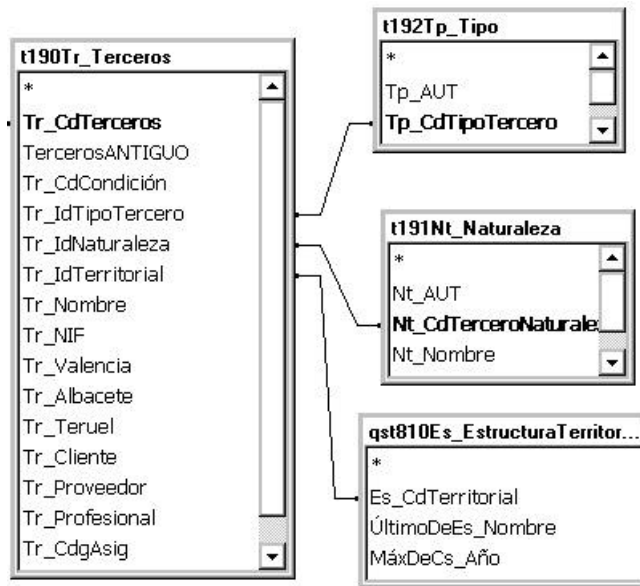 t190Tr_Terceros
*
Tr_CdTerceros
TercerosANTIGUO
Tr_CdCondición
Tr_IdTipoTercero
Tr_IdNaturaleza
Tr_IdTerritorial
Tr_Nombre
Tr_NIF
Tr_Valencia
Tr_Albacete
Tr_Teruel
Tr_Cliente
Tr_Proveedor
Tr_Profesional
Tr_CdgAsig
t192Tp_Tipo
*
Tp_AUT
Tp_CdTipoTercero
t191Nt_Naturaleza
*
Nt_AUT
Nt_CdTerceroNaturale
Nt_Nombre
qst810Es_EstructuraTerritor...
*
Es_CdTerritorial
ÚltimoDeEs_Nombre
MáxDeCs_Año